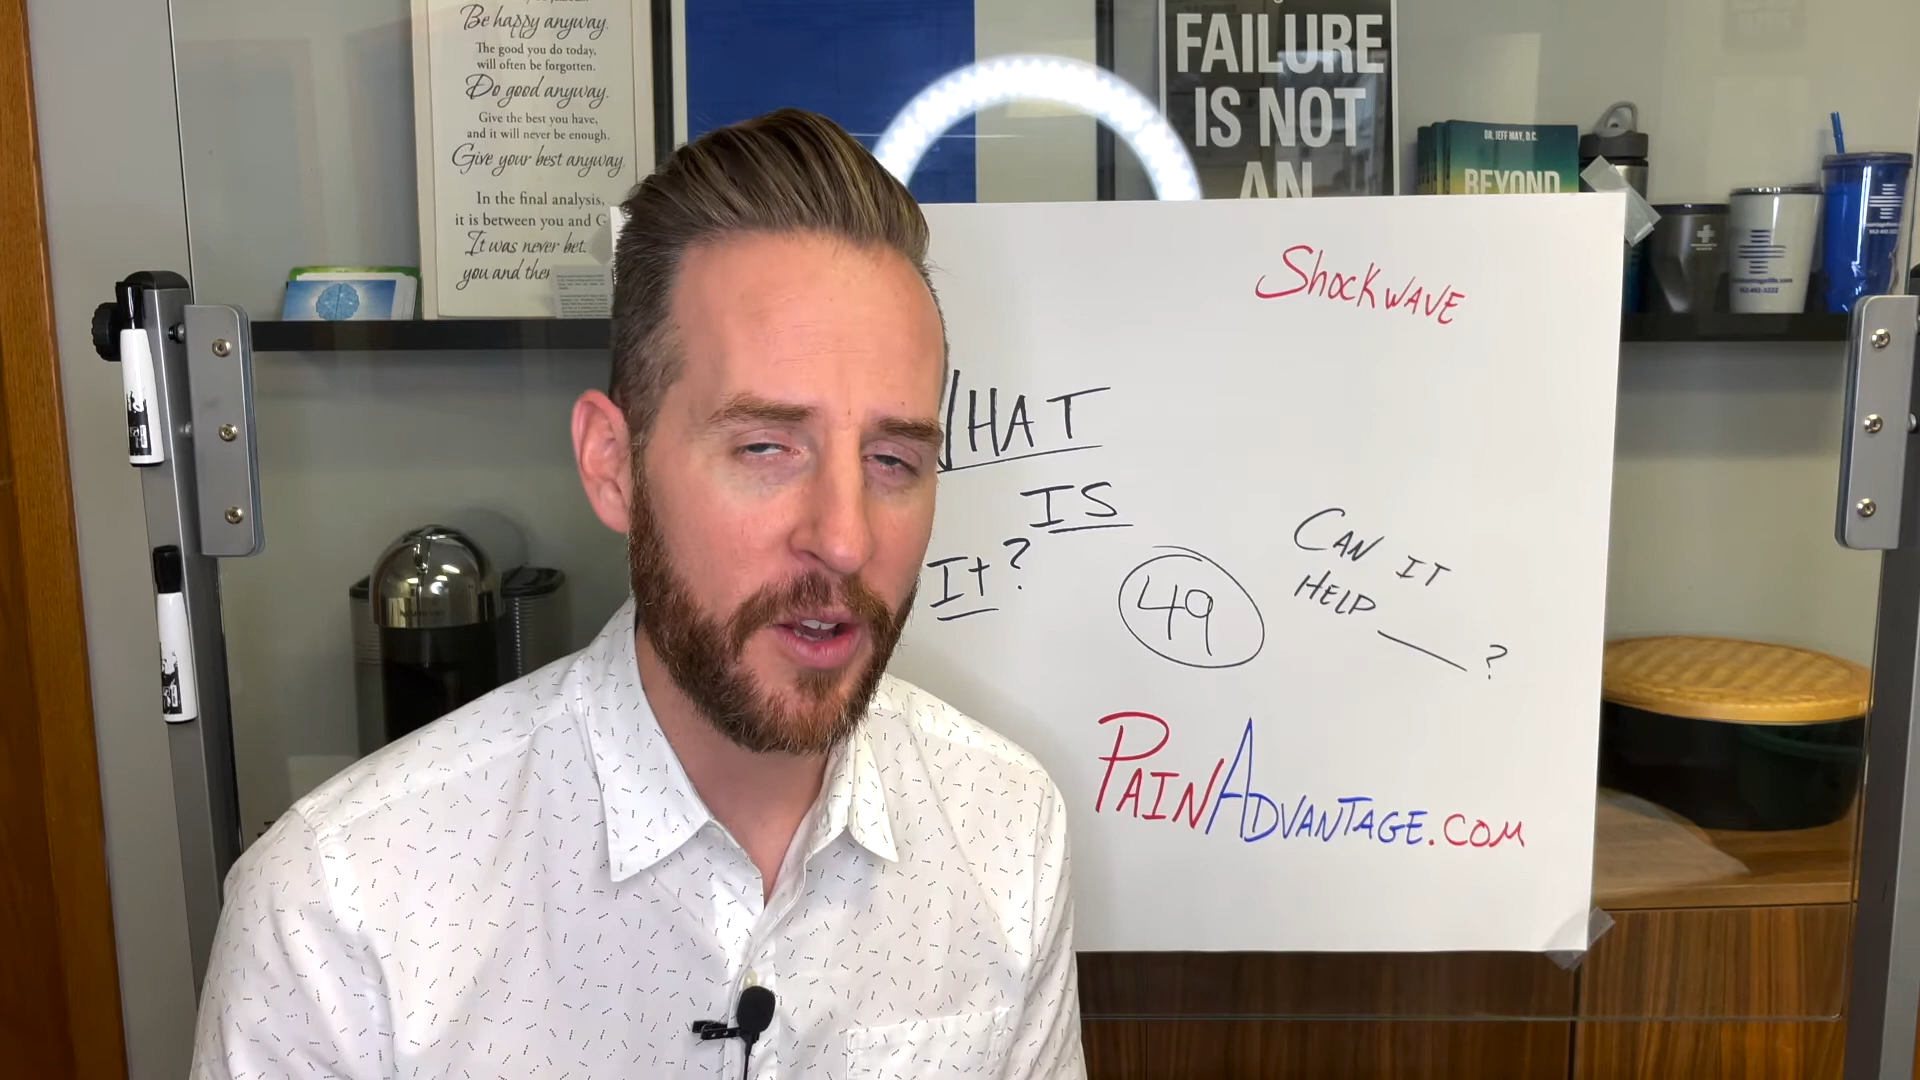 Be happy anyway.
The good you do today,
will often be forgotten.
Do good anyway.
Give the best you have,
and it will never be enough.
Give your best anyway.
In the final analysis,
it is between you and G
It was never bet
you and the
FAILURE
IS NOT
AN
DR. JEFF MAY, D.C.
BEYOND
Shockwave
WHAT
IS
It?
49
CAN IT
HELP ___?
PAINADVANTAGE.COM